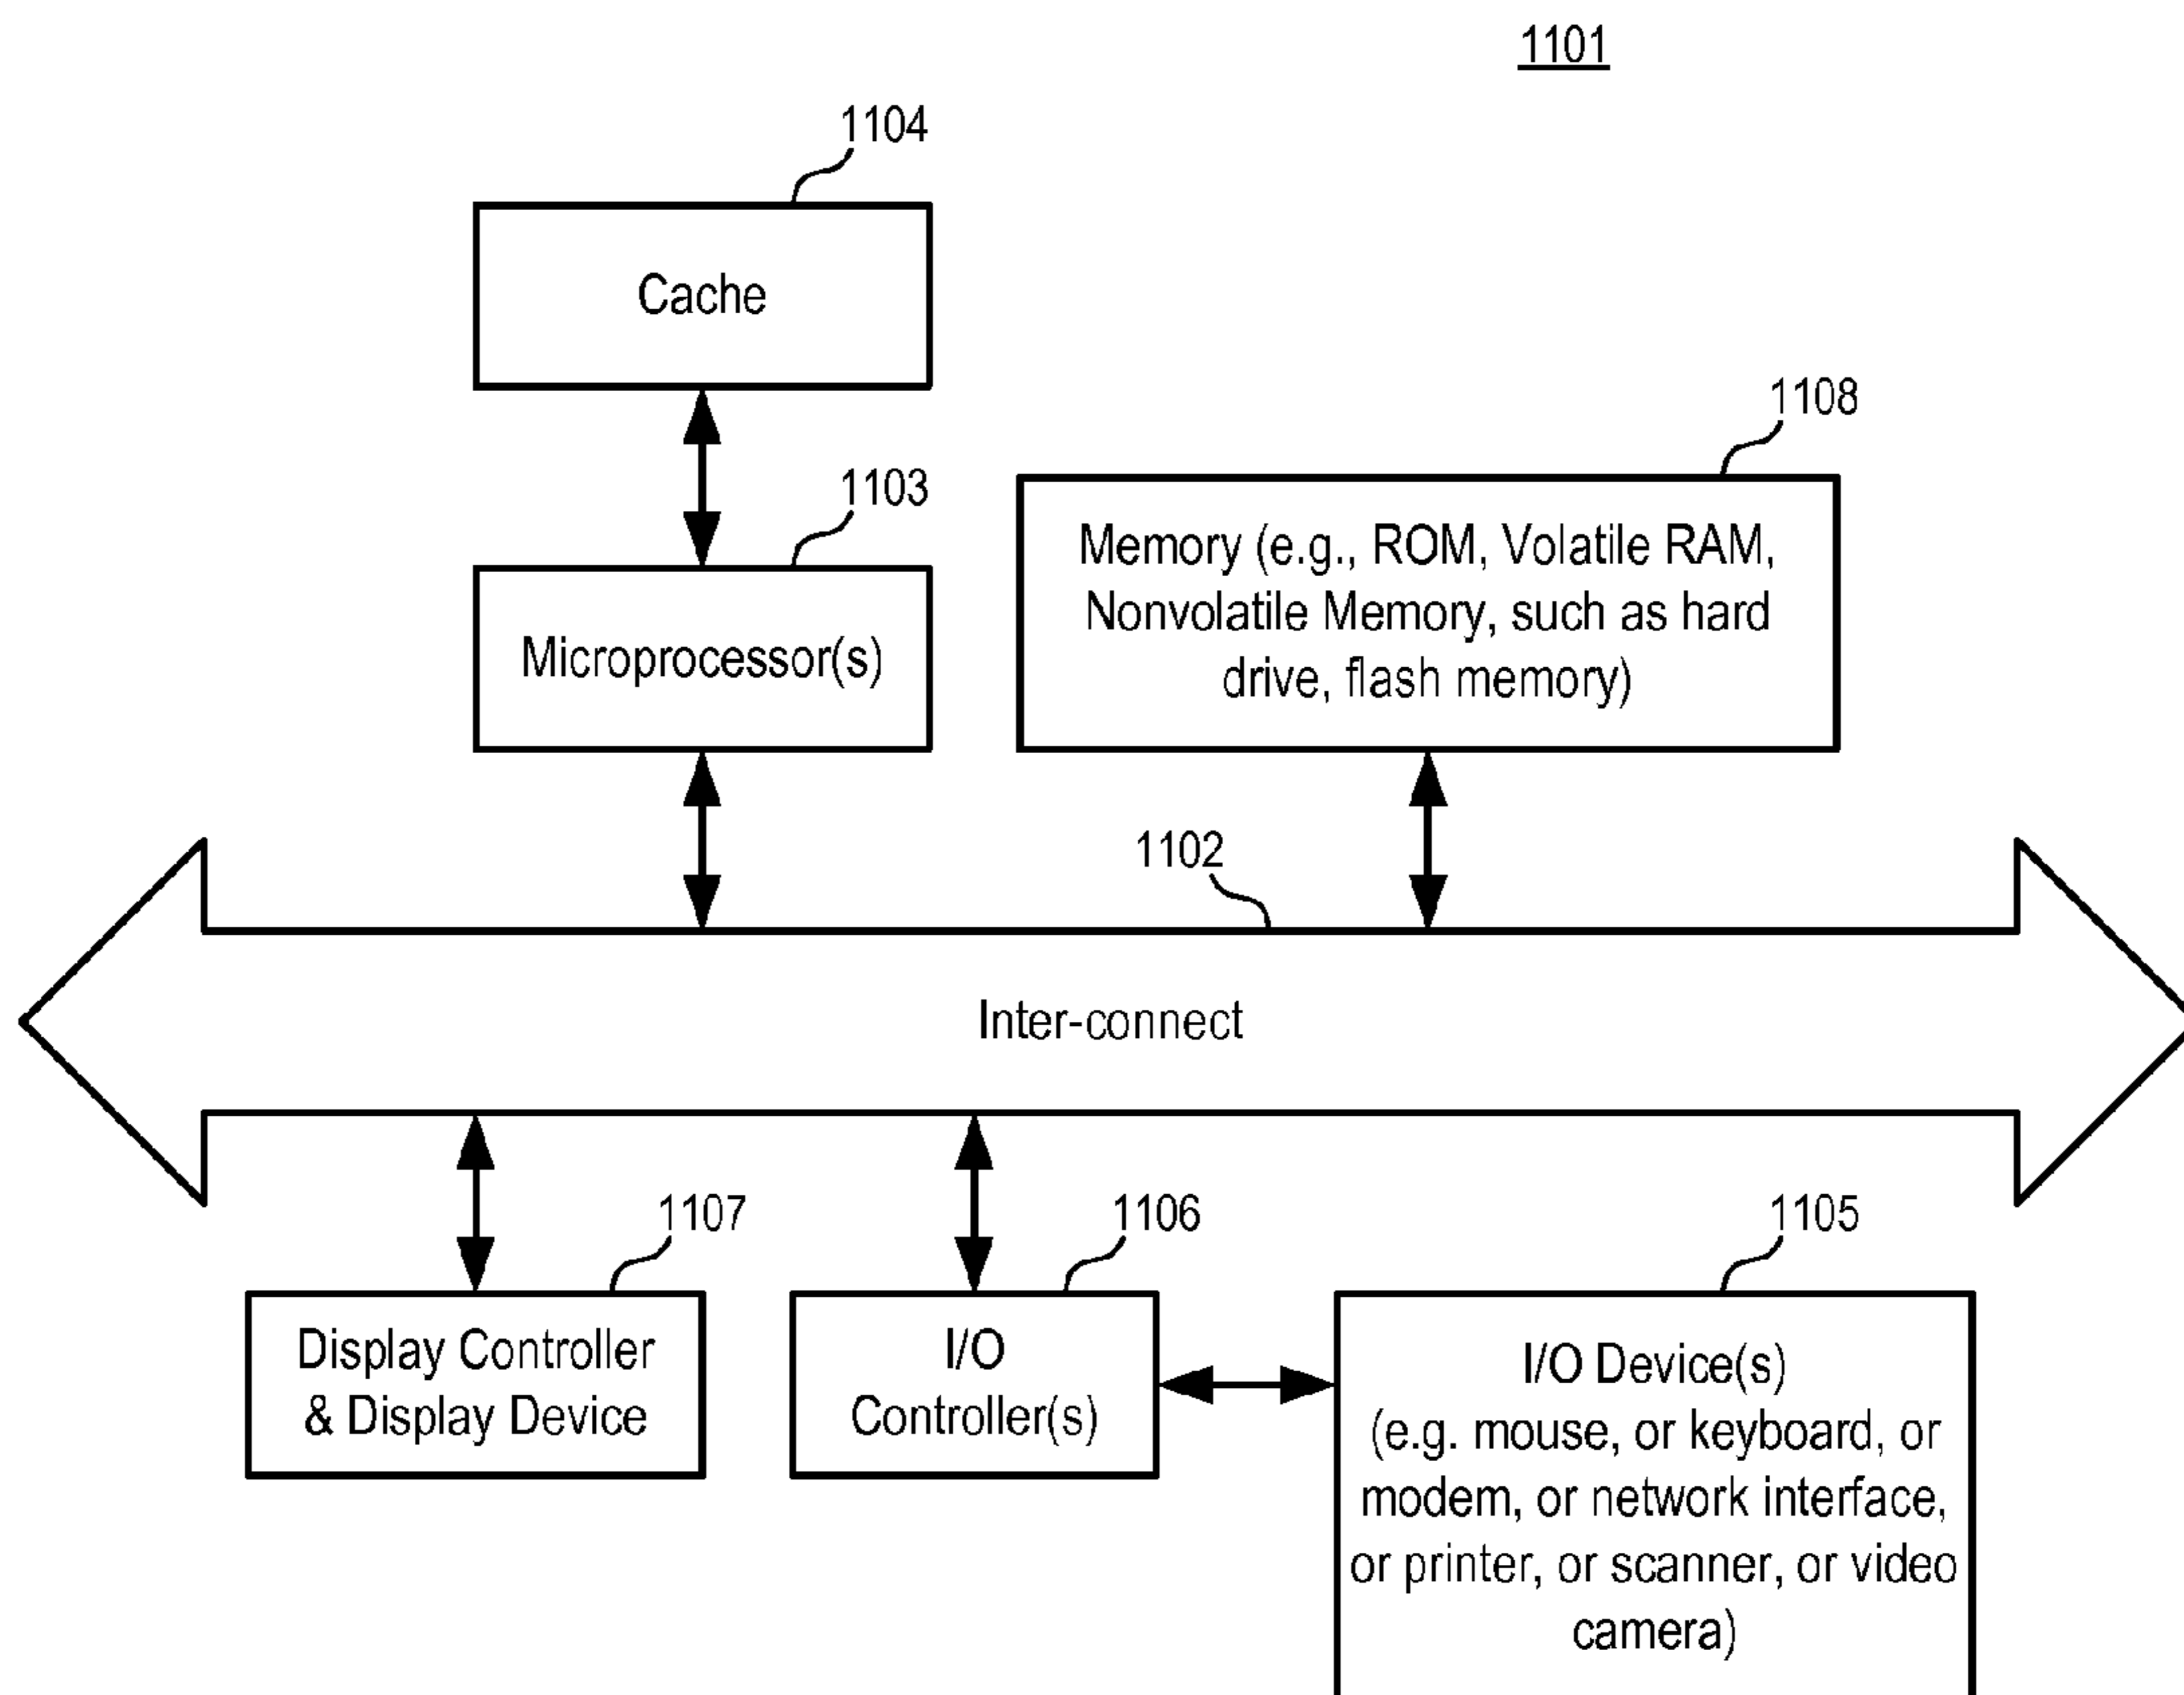 1101
1104
Cache
1108
1103
Memory (e.g., ROM, Volatile RAM,
Nonvolatile Memory, such as hard
drive, flash memory)
Microprocessor(s)
1102
Inter-connect
1107
1106
1105
Display Controller
& Display Device
I/O
Controller(s)
I/O Device(s)
(e.g. mouse, or keyboard, or
modem, or network interface,
or printer, or scanner, or video
camera)